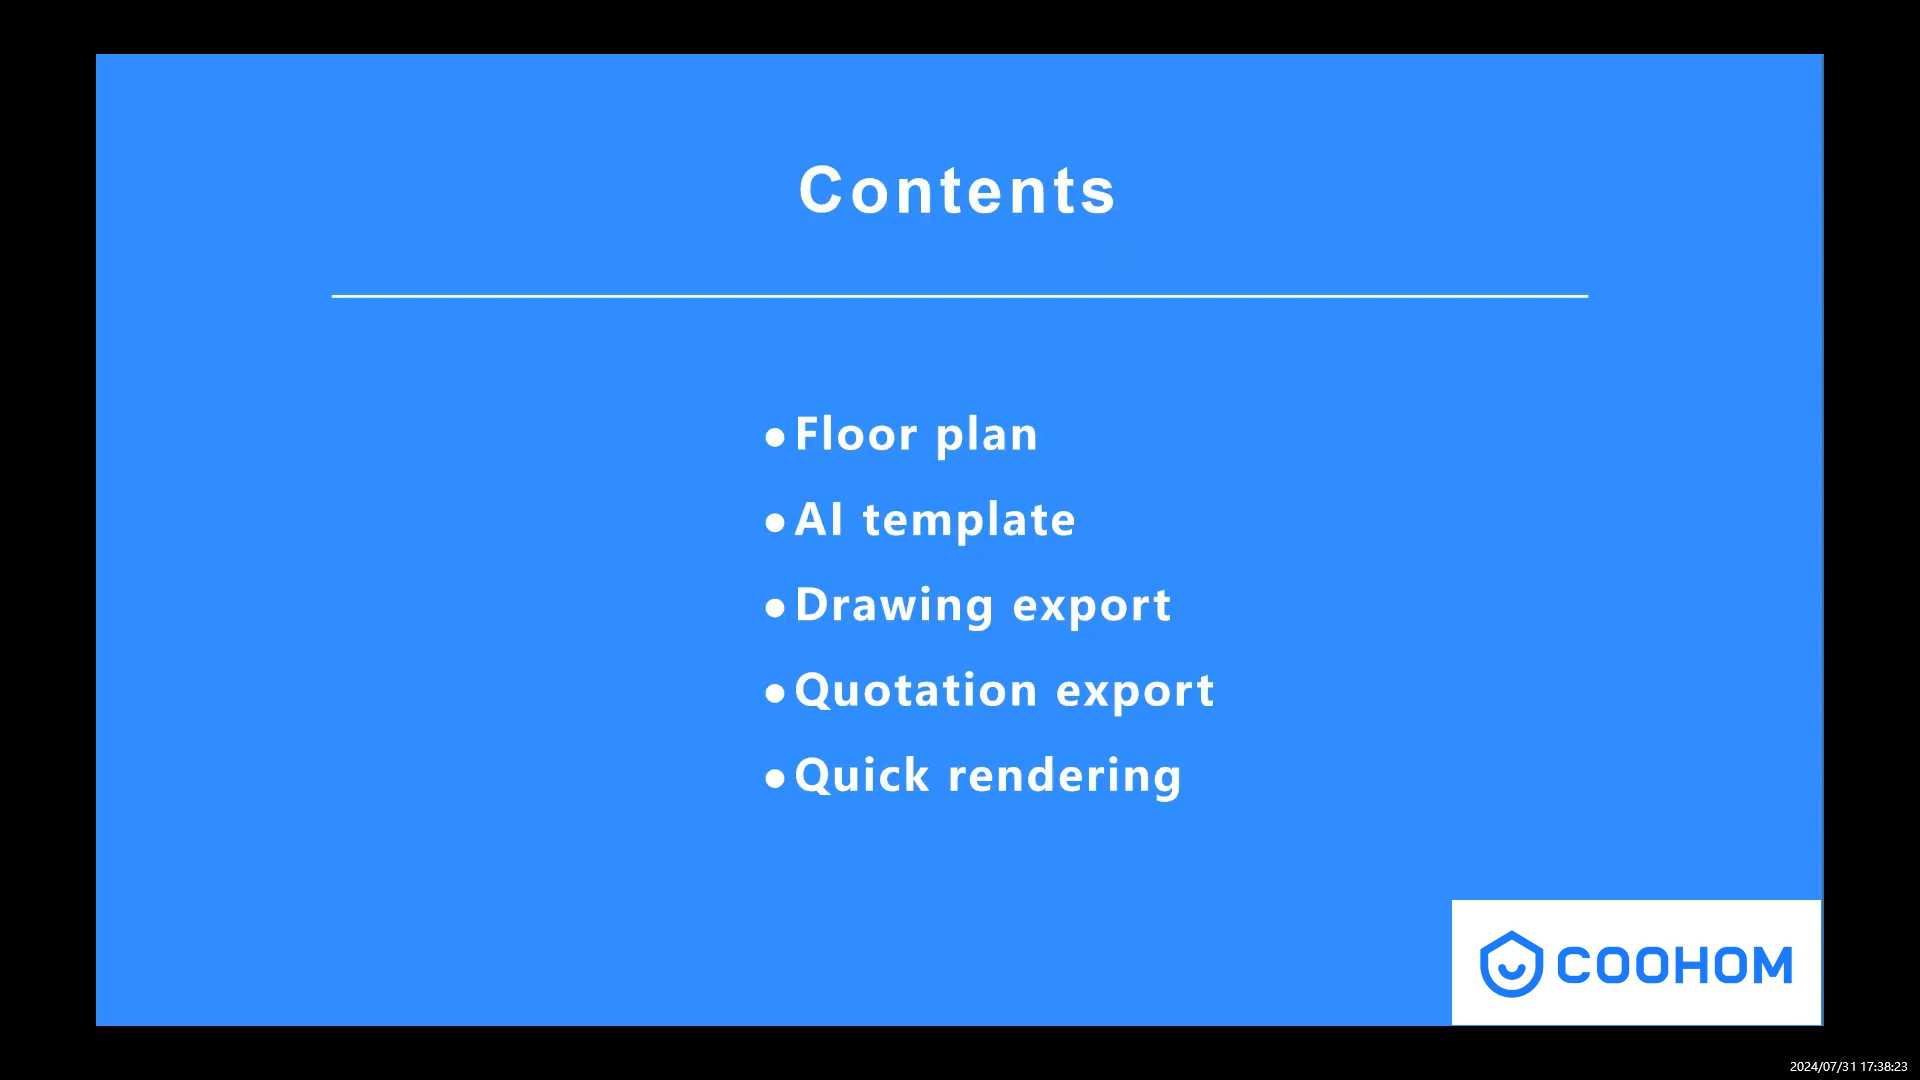 Contents
● Floor plan
● AI template
● Drawing export
● Quotation export
● Quick rendering
COOHOM
2024/07/31 17:38:23